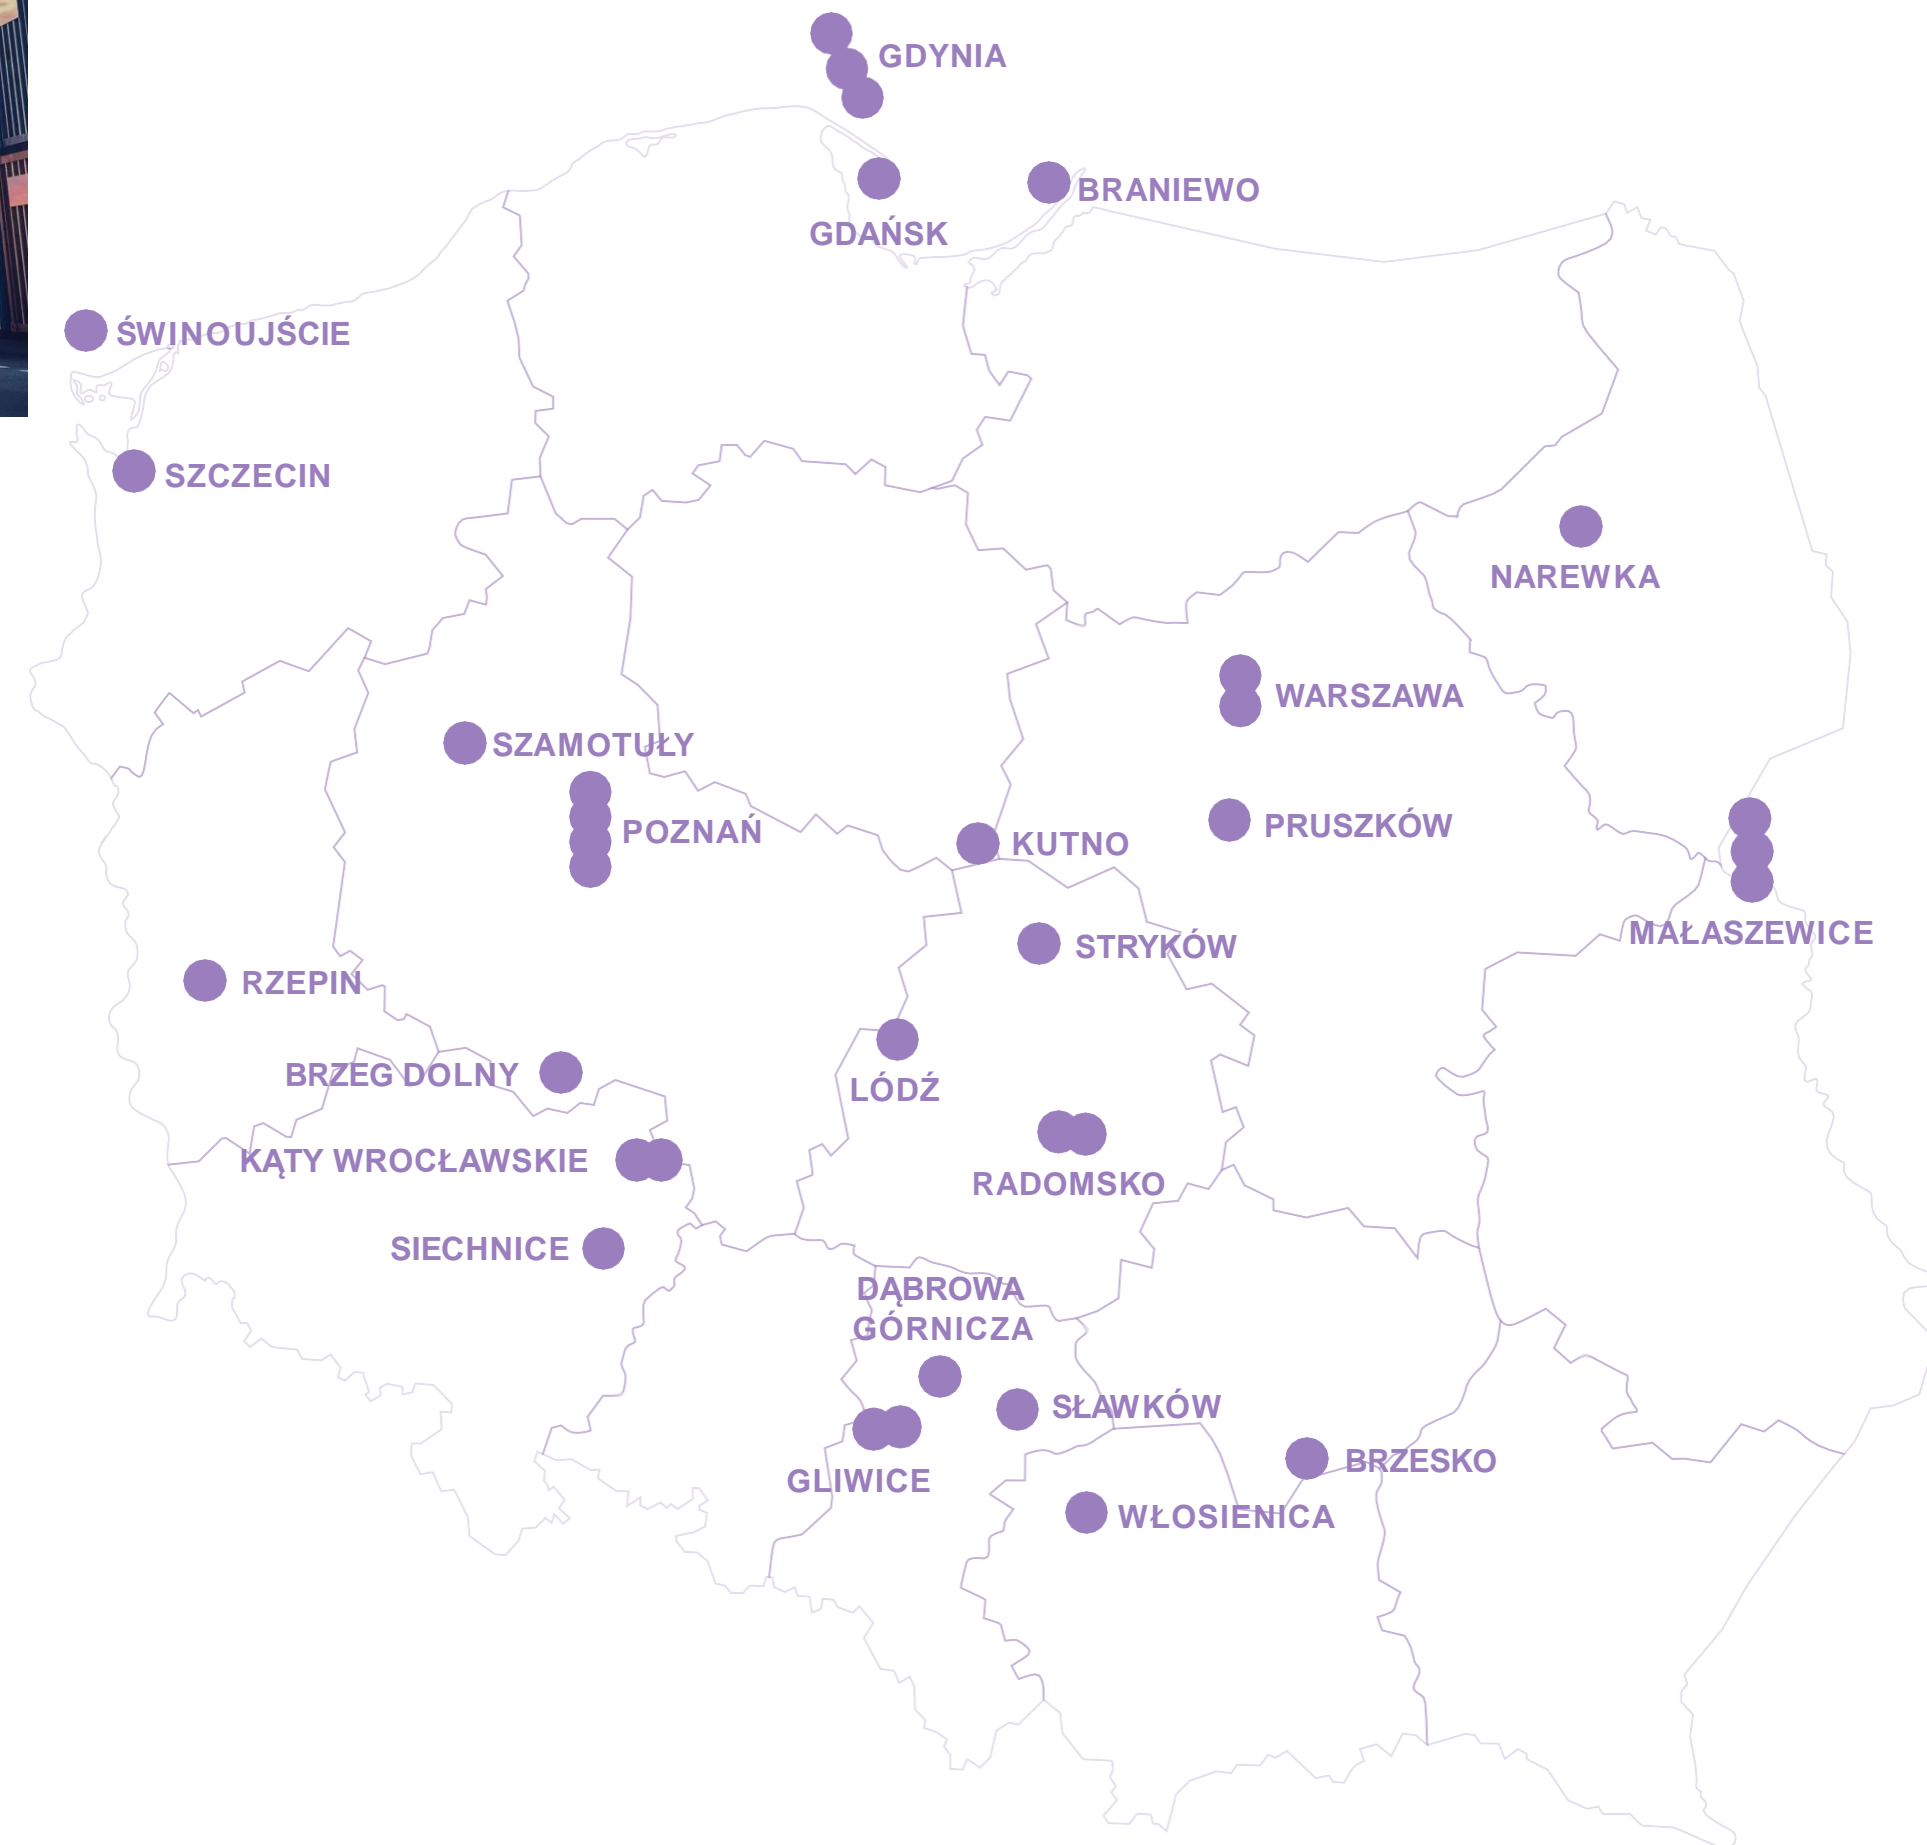 GDYNIA
BRANIEWO
GDAŃSK
ŚWINOUJŚCIE
SZCZECIN
NAREWKA
WARSZAWA
SZAMOTUŁY
PRUSZKÓW
POZNAŃ
KUTNO
MAŁASZEWICE
STRYKÓW
RZEPIN
BRZEG DOLNY
LÓDŹ
KĄTY WROCŁAWSKIE
RADOMSKO
SIECHNICE
DĄBROWA
GÓRNICZA
SŁAWKÓW
BRZESKO
GLIWICE
WŁOSIENICA